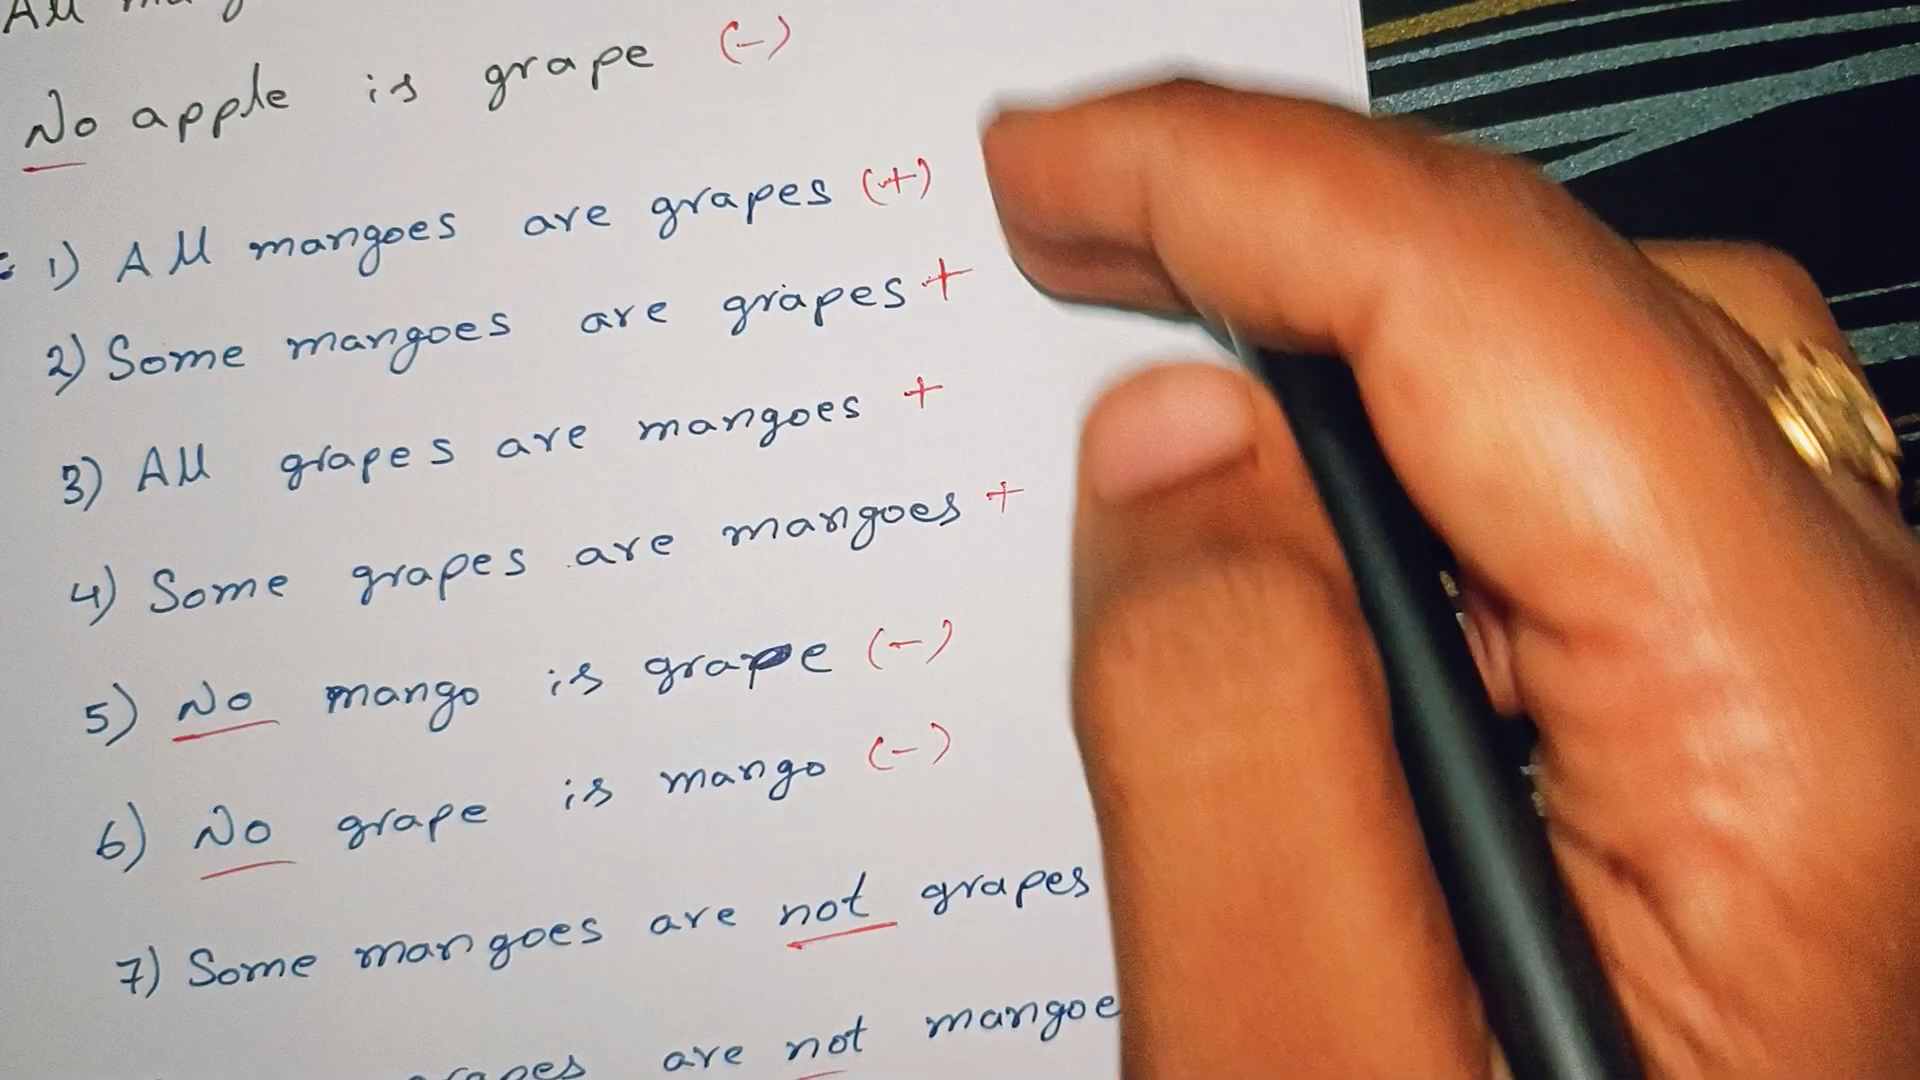 All
No apple is grape (-)
1) All mangoes are grapes (+)
2) Some mangoes are grapes +
3) All grapes are mangoes +
4) Some grapes are mangoes +
5) No mango is grape (-)
6) No grape is mango (-)
7) Some mangoes are not grapes
are not